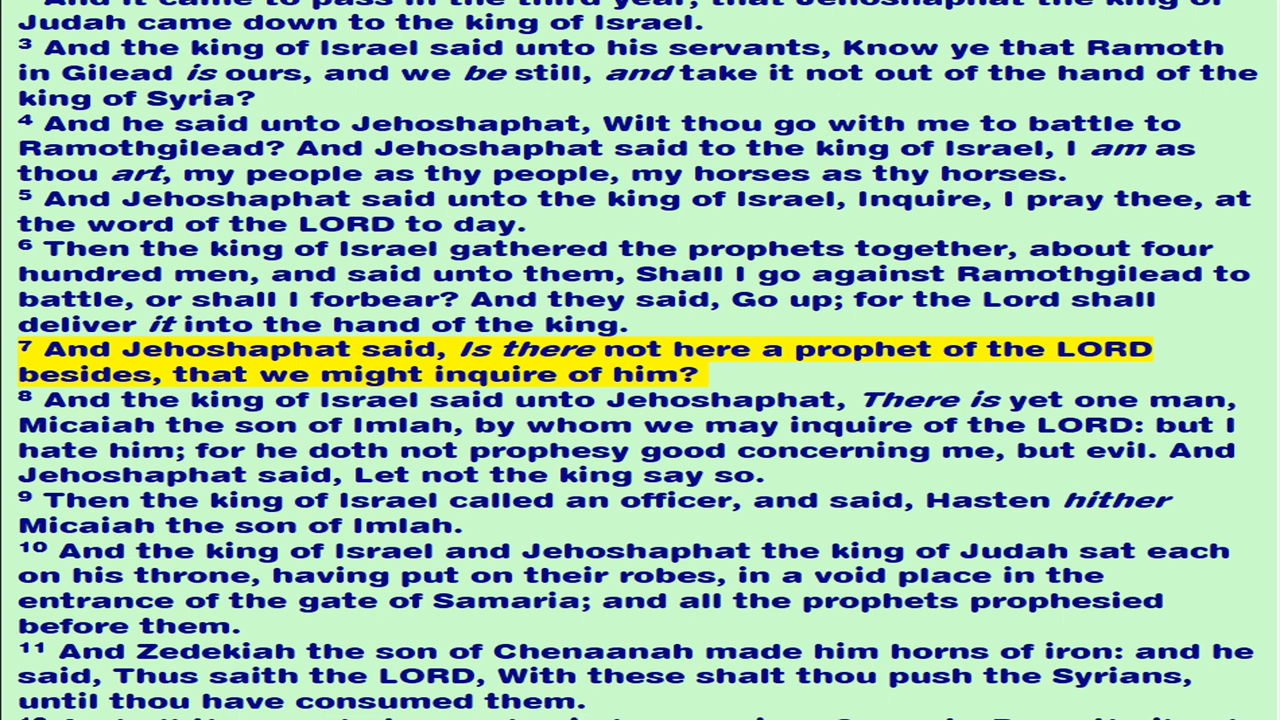 And it came to pass in the third year, that Jehoshaphat the king of
Judah came down to the king of Israel.
3 And the king of Israel said unto his servants, Know ye that Ramoth
in Gilead is ours, and we be still, and take it not out of the hand of the
king of Syria?
4 And he said unto Jehoshaphat, Wilt thou go with me to battle to
Ramothgilead? And Jehoshaphat said to the king of Israel, I am as
thou art, my people as thy people, my horses as thy horses.
5 And Jehoshaphat said unto the king of Israel, Inquire, I pray thee, at
the word of the LORD to day.
6 Then the king of Israel gathered the prophets together, about four
hundred men, and said unto them, Shall I go against Ramothgilead to
battle, or shall I forbear? And they said, Go up; for the Lord shall
deliver it into the hand of the king.
7 And Jehoshaphat said, Is there not here a prophet of the LORD
besides, that we might inquire of him?
8 And the king of Israel said unto Jehoshaphat, There is yet one man,
Micaiah the son of Imlah, by whom we may inquire of the LORD: but I
hate him; for he doth not prophesy good concerning me, but evil. And
Jehoshaphat said, Let not the king say so.
9 Then the king of Israel called an officer, and said, Hasten hither
Micaiah the son of Imlah.
10 And the king of Israel and Jehoshaphat the king of Judah sat each
on his throne, having put on their robes, in a void place in the
entrance of the gate of Samaria; and all the prophets prophesied
before them.
11 And Zedekiah the son of Chenaanah made him horns of iron: and he
said, Thus saith the LORD, With these shalt thou push the Syrians,
until thou have consumed them.